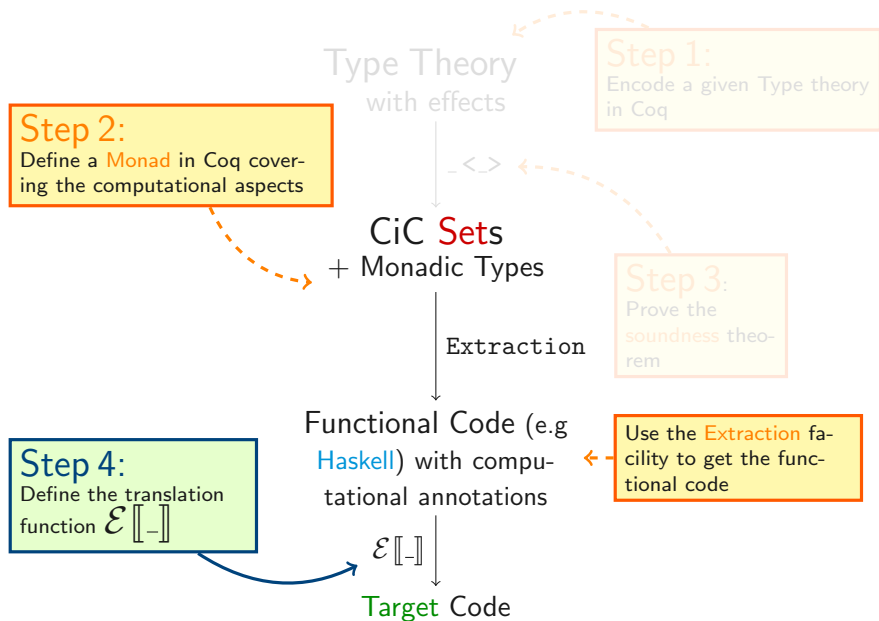 Type Theory
with effects
Step 1:
Encode a given Type theory
in Coq
Step 2:
Define a Monad in Coq cover-
ing the computational aspects
_ <_>
CiC Sets
+ Monadic Types
Step 3:
Prove the
soundness theo-
rem
Extraction
Functional Code (e.g
Haskell) with compu-
tational annotations
Use the Extraction fa-
cility to get the func-
tional code
Step 4:
Define the translation
function ℰ⟦_⟧
ℰ⟦_⟧
Target Code